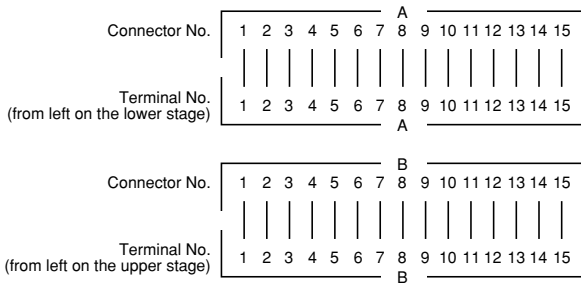 A
Connector No. 1 2 3 4 5 6 7 8 9 10 11 12 13 14 15
Terminal No.
(from left on the lower stage) 1 2 3 4 5 6 7 8 9 10 11 12 13 14 15
A
B
Connector No. 1 2 3 4 5 6 7 8 9 10 11 12 13 14 15
Terminal No.
(from left on the upper stage) 1 2 3 4 5 6 7 8 9 10 11 12 13 14 15
B